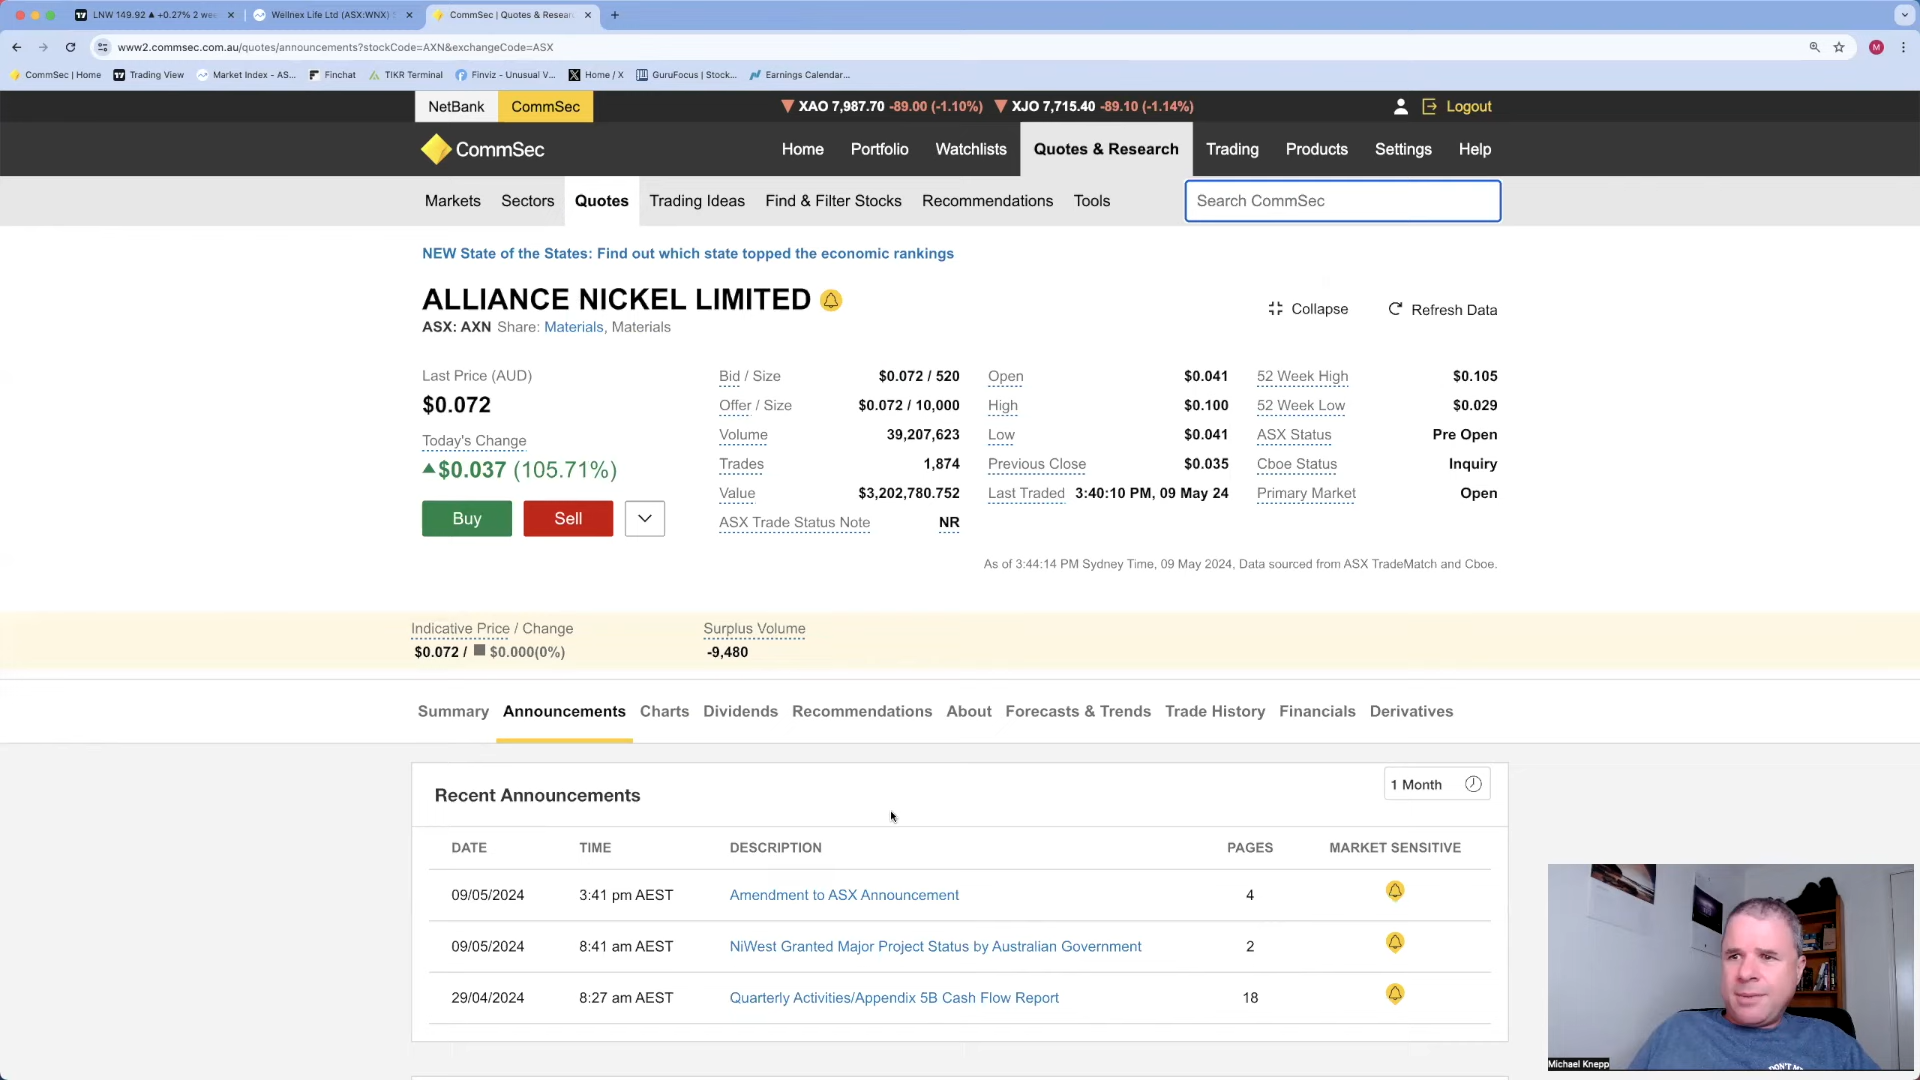 LNW 149.92 ▲ +0.27% 2 we
Wellnex Life Ltd (ASX:WNX)
CommSec | Quotes & Resear
www2.commsec.com.au/quotes/announcements?stockCode=AXN&exchangeCode=ASX
M
CommSec | Home
Trading View
Market Index - AS...
Finchat
TIKR Terminal
Finviz - Unusual V...
Home / X
GuruFocus | Stock...
Earnings Calendar...
NetBank
CommSec
XAO 7,987.70 -89.00 (-1.10%)
XJO 7,715.40 -89.10 (-1.14%)
Logout
CommSec
Home
Portfolio
Watchlists
Quotes & Research
Trading
Products
Settings
Help
Markets
Sectors
Quotes
Trading Ideas
Find & Filter Stocks
Recommendations
Tools
Search CommSec
NEW State of the States: Find out which state topped the economic rankings
ALLIANCE NICKEL LIMITED
Collapse
Refresh Data
ASX: AXN Share: Materials, Materials
Last Price (AUD)
$0.072
Today's Change
$0.037 (105.71%)
Buy
Sell
Bid / Size $0.072 / 520
Offer / Size $0.072 / 10,000
Volume 39,207,623
Trades 1,874
Value $3,202,780.752
ASX Trade Status Note NR
Open $0.041
High $0.100
Low $0.041
Previous Close $0.035
Last Traded 3:40:10 PM, 09 May 24
52 Week High $0.105
52 Week Low $0.029
ASX Status Pre Open
Cboe Status Inquiry
Primary Market Open
As of 3:44:14 PM Sydney Time, 09 May 2024, Data sourced from ASX TradeMatch and Cboe.
Indicative Price / Change
$0.072 / $0.000(0%)
Surplus Volume
-9,480
Summary
Announcements
Charts
Dividends
Recommendations
About
Forecasts & Trends
Trade History
Financials
Derivatives
Recent Announcements
1 Month
DATE TIME DESCRIPTION PAGES MARKET SENSITIVE
09/05/2024 3:41 pm AEST Amendment to ASX Announcement 4
09/05/2024 8:41 am AEST NiWest Granted Major Project Status by Australian Government 2
29/04/2024 8:27 am AEST Quarterly Activities/Appendix 5B Cash Flow Report 18
Michael Knepp